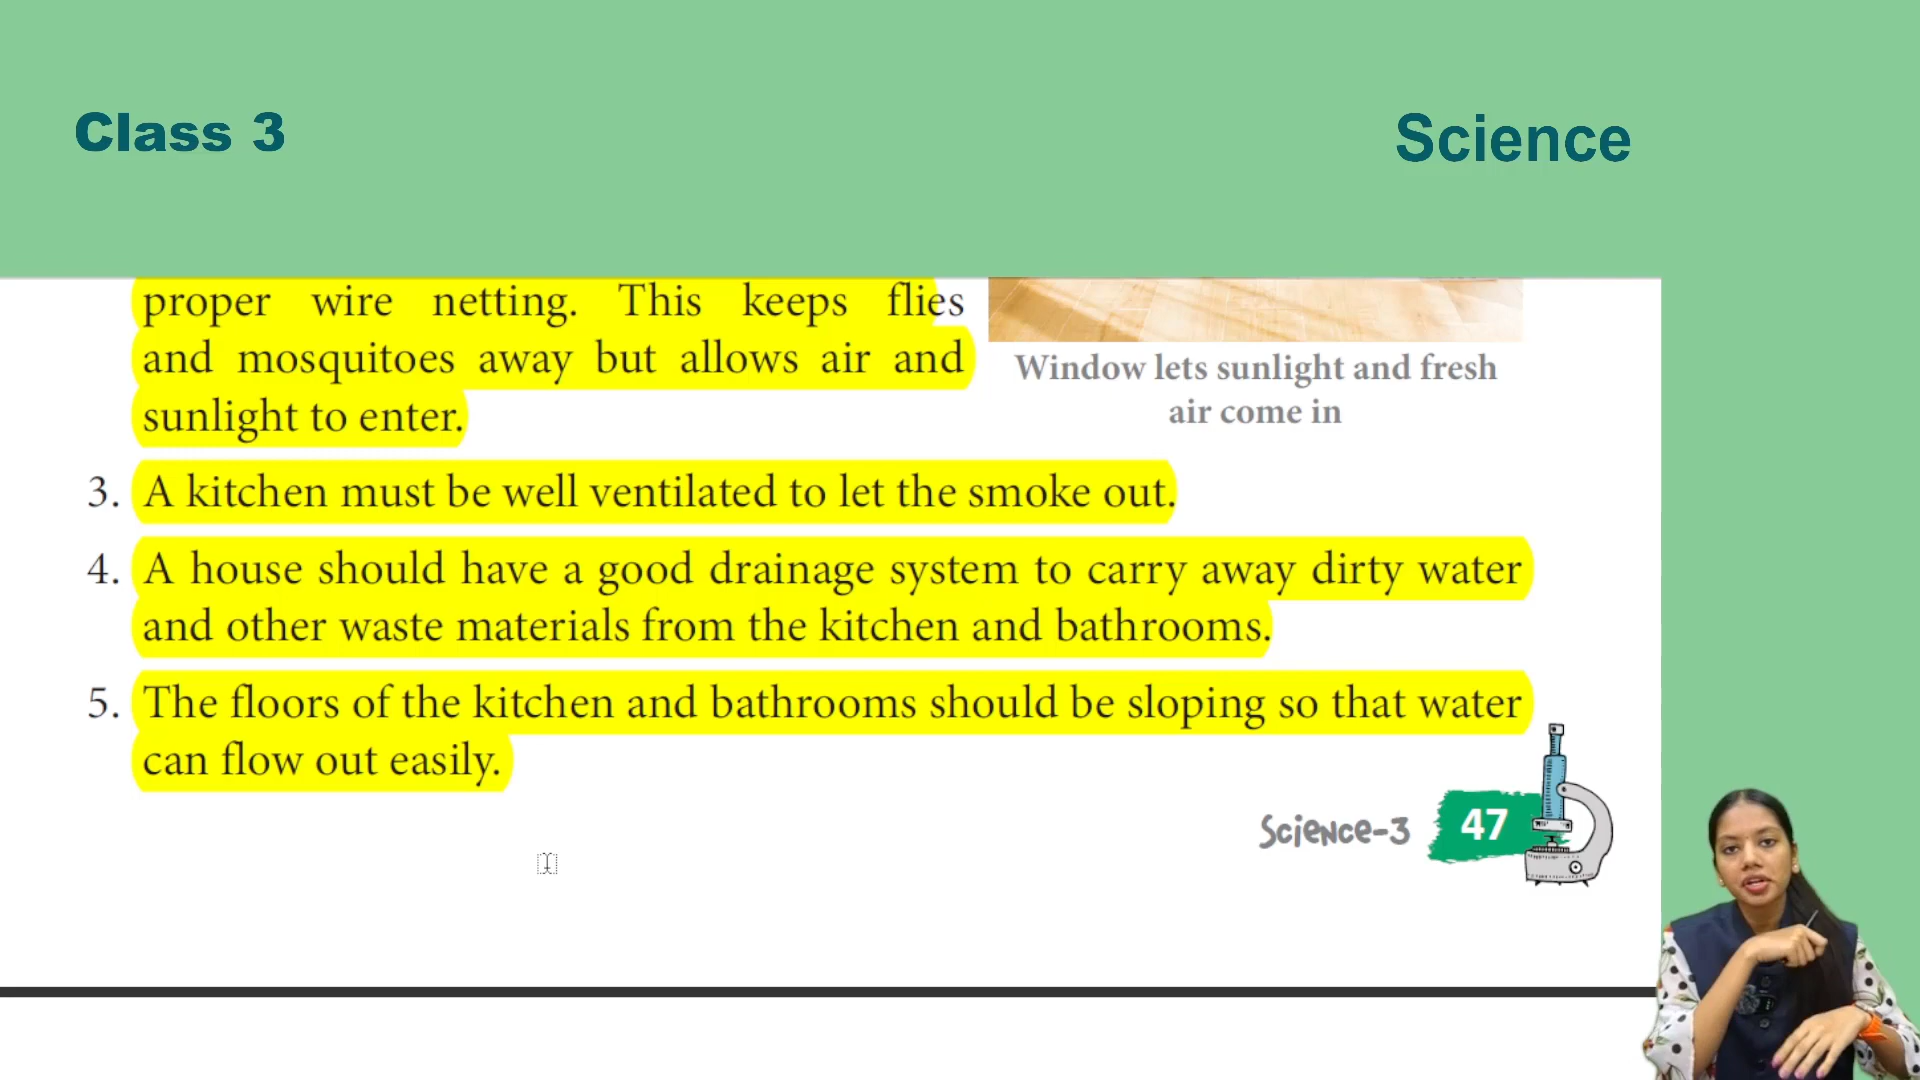 Class 3
Science
proper wire netting. This keeps flies
and mosquitoes away but allows air and
sunlight to enter.
Window lets sunlight and fresh
air come in
3. A kitchen must be well ventilated to let the smoke out.
4. A house should have a good drainage system to carry away dirty water
and other waste materials from the kitchen and bathrooms.
5. The floors of the kitchen and bathrooms should be sloping so that water
can flow out easily.
Science-3 47